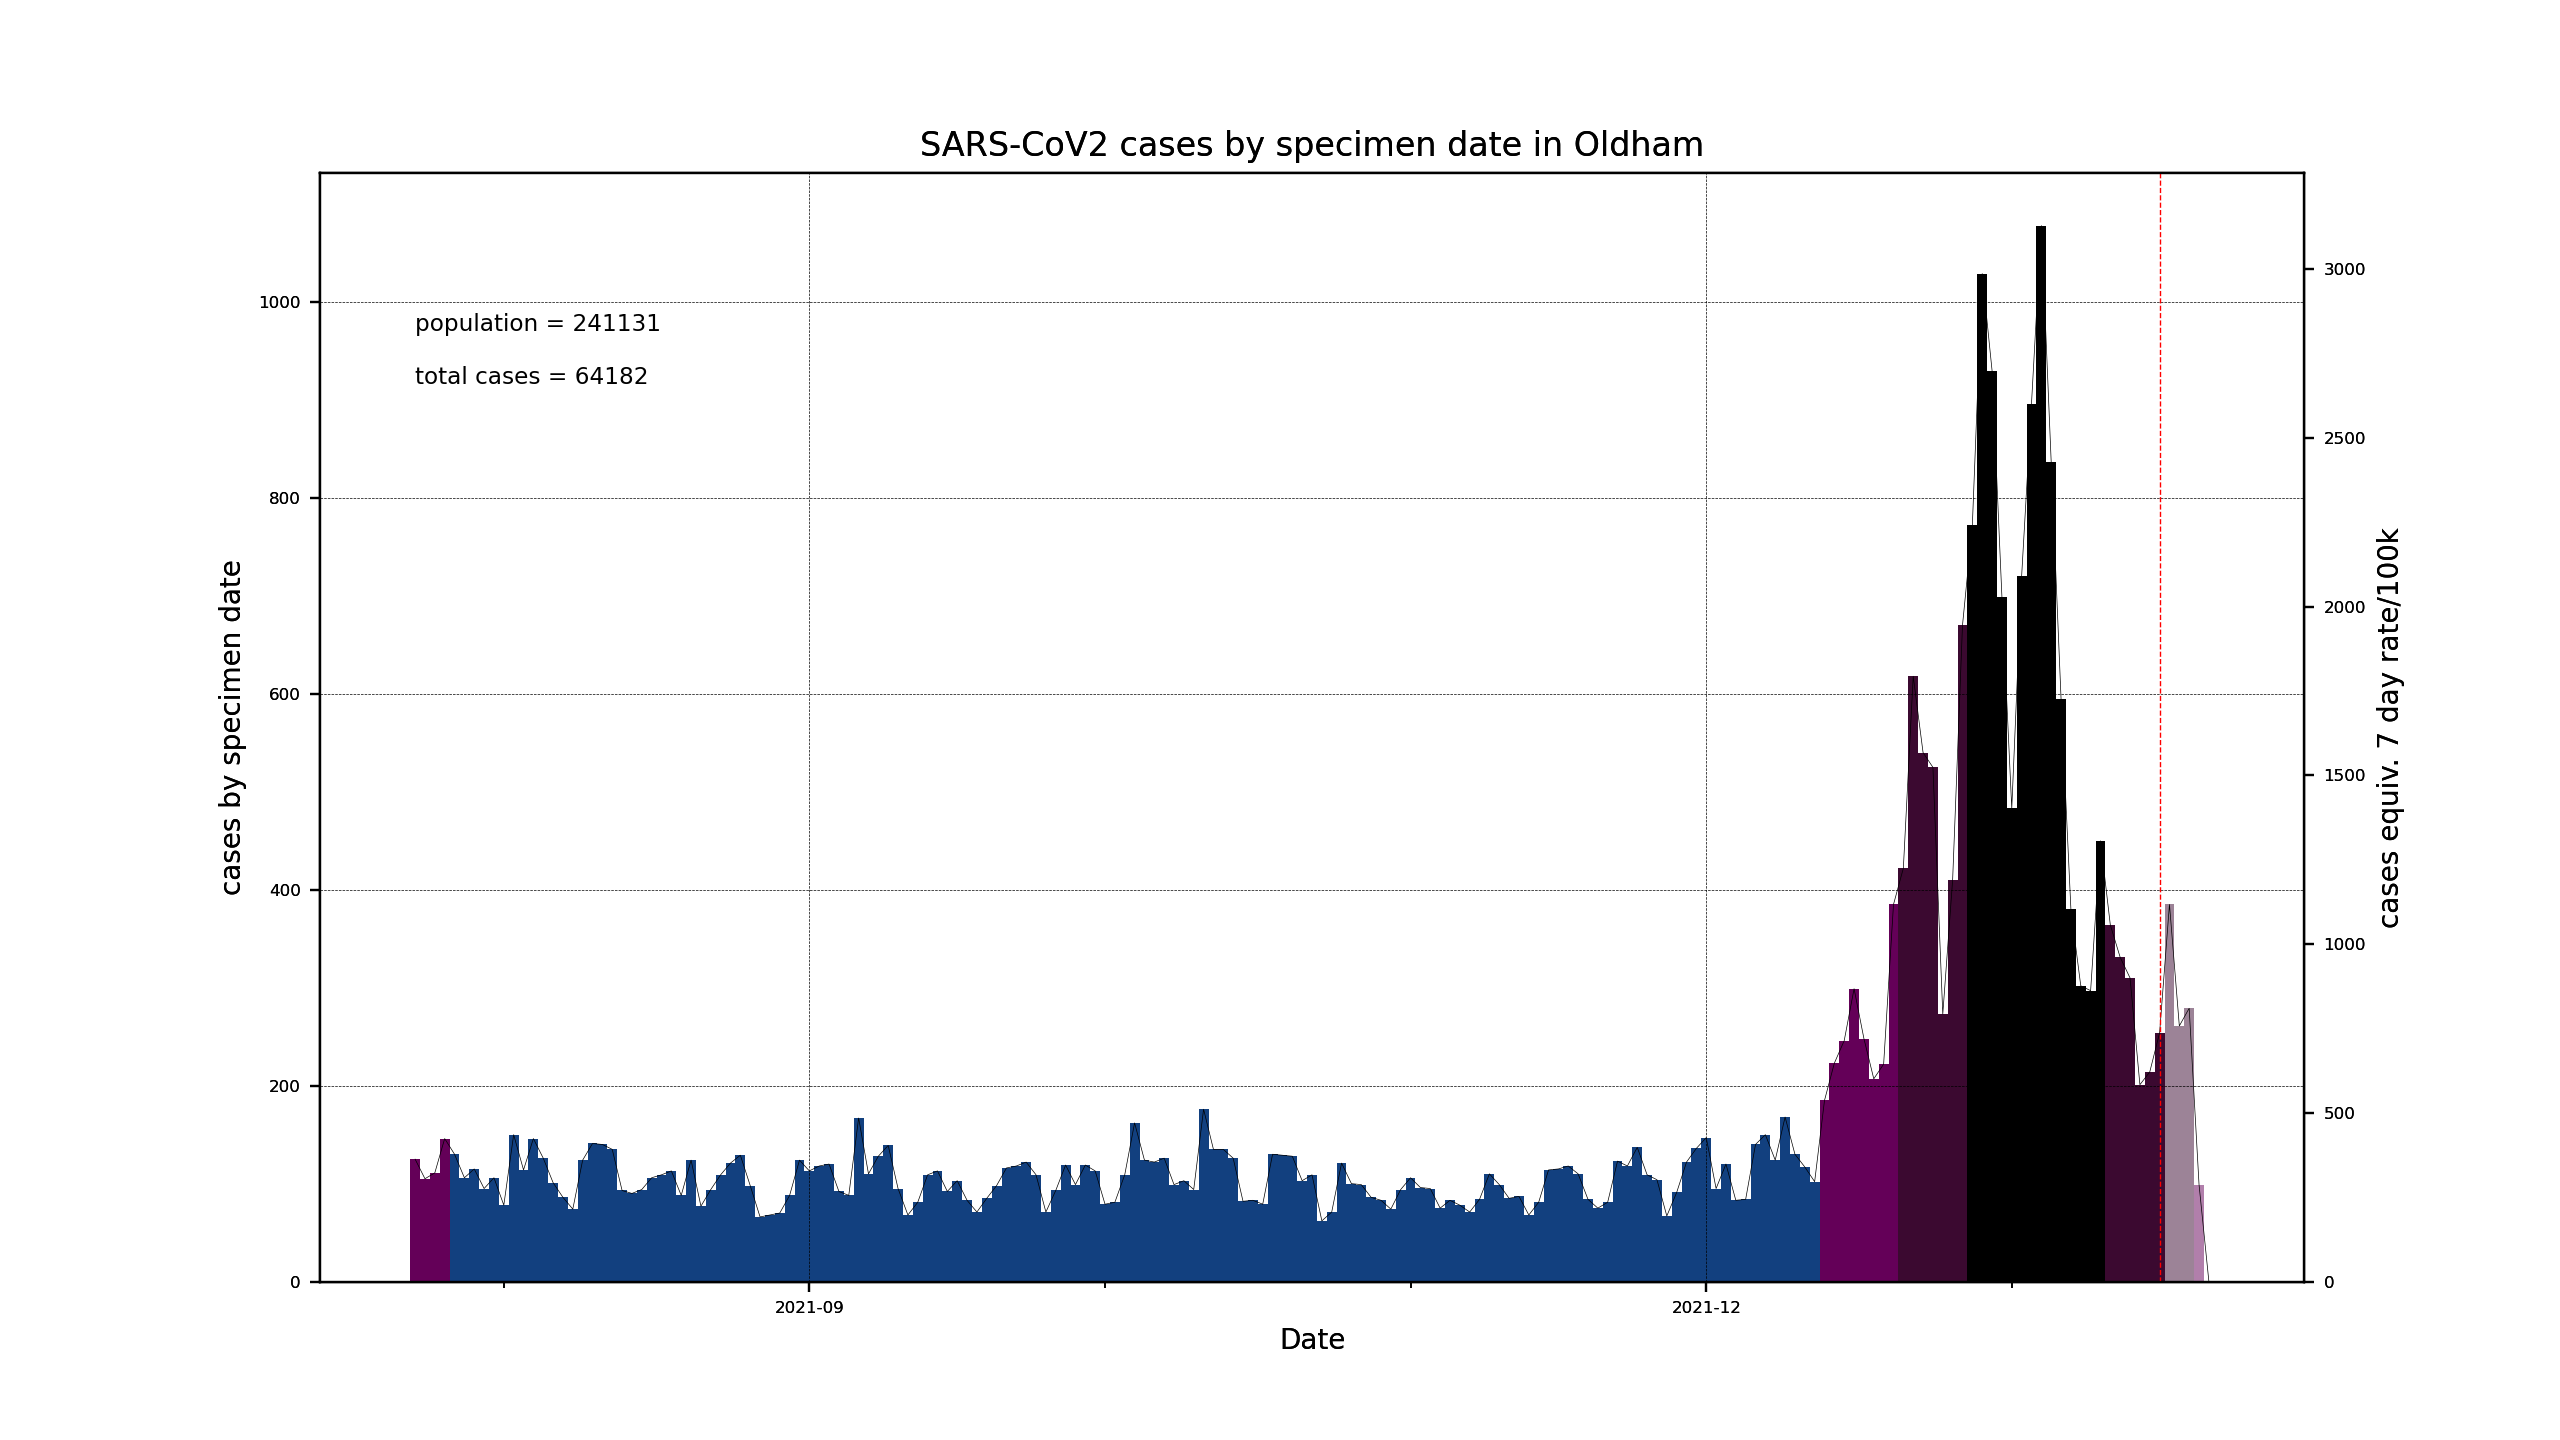 SARS-CoV2 cases by specimen date in Oldham
population = 241131
total cases = 64182
cases by specimen date
1000
800
600
400
200
0
3000
2500
2000
1500
1000
500
0
cases equiv. 7 day rate/100k
2021-09
2021-12
Date